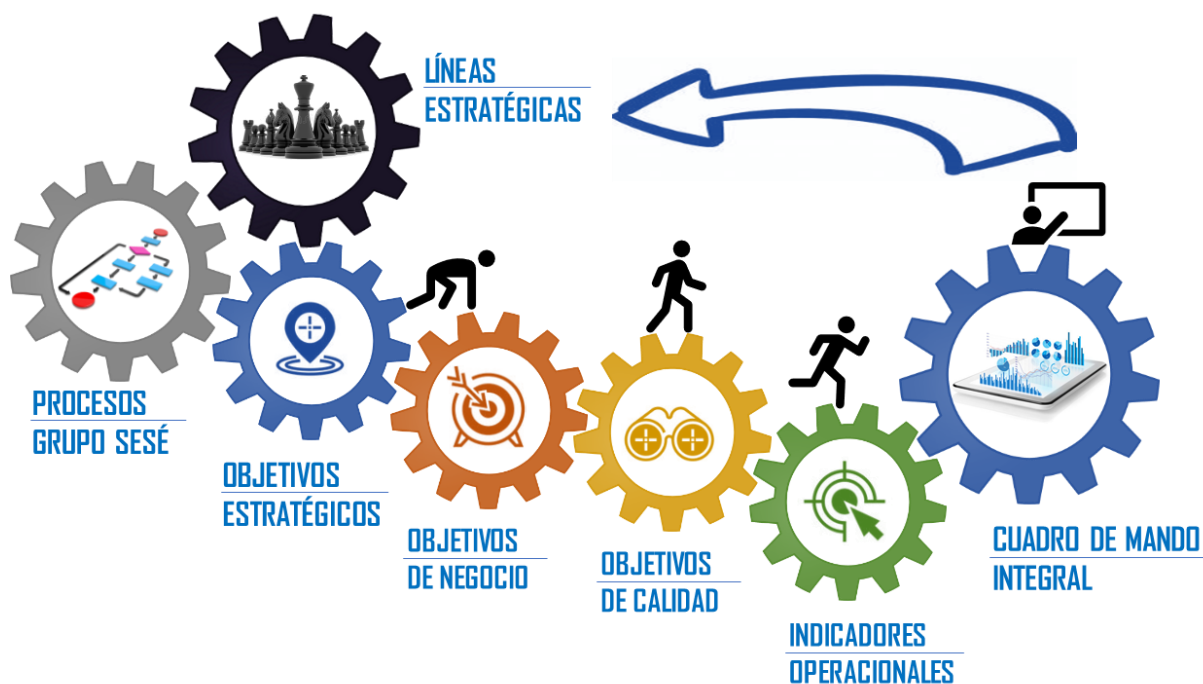 LÍNEAS
ESTRATÉGICAS
PROCESOS
GRUPO SESÉ
OBJETIVOS
ESTRATÉGICOS
OBJETIVOS
DE NEGOCIO
OBJETIVOS
DE CALIDAD
INDICADORES
OPERACIONALES
CUADRO DE MANDO
INTEGRAL